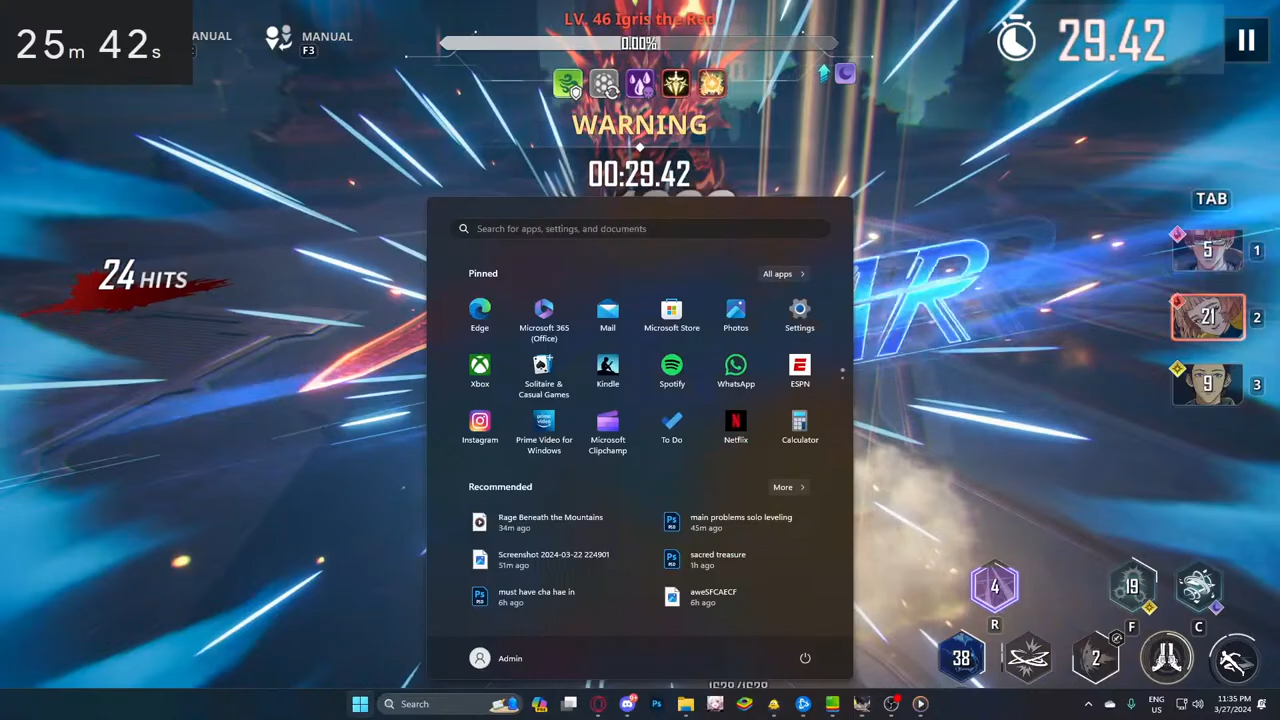 25m 42s
ANUAL
MANUAL
F3
LV. 46 Igris the Red
0.00%
29.42
WARNING
00:29.42
TAB
24 HITS
5
1
21
2
9
3
Search for apps, settings, and documents
Pinned
All apps
Edge
Microsoft 365
(Office)
Mail
Microsoft Store
Photos
Settings
Xbox
Solitaire &
Casual Games
Kindle
Spotify
WhatsApp
ESPN
Instagram
Prime Video for
Windows
Microsoft
Clipchamp
To Do
Netflix
Calculator
Recommended
More
Rage Beneath the Mountains
34m ago
main problems solo leveling
45m ago
Screenshot 2024-03-22 224901
51m ago
sacred treasure
1h ago
must have cha hae in
6h ago
aweSFCAECF
6h ago
Admin
4
R
19
F
C
38
2
Search
ENG
US
11:35 PM
3/27/2024